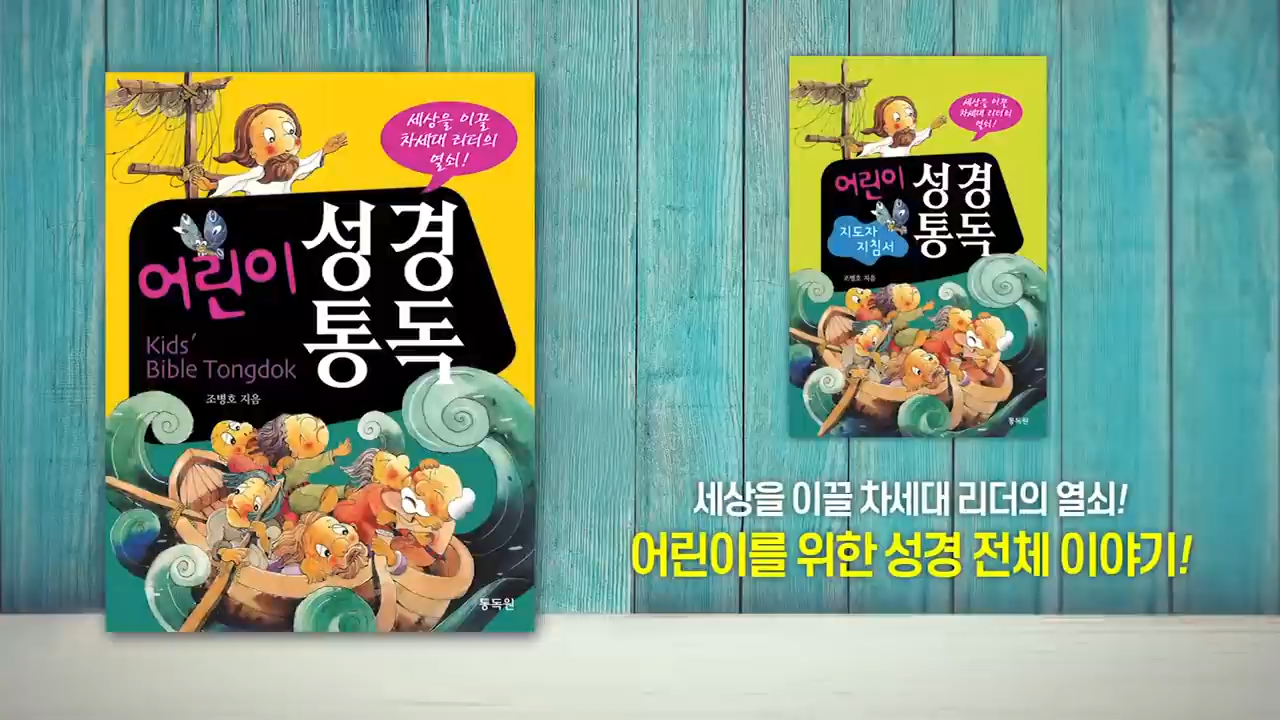 세상을 이끌
차세대 리더의
열쇠!
어린이 성경
통독
Kids'
Bible Tongdok
조병호 지음
통독원
세상을 이끌
차세대 리더의
열쇠!
어린이 성경
통독
지도자
지침서
조병호 지음
통독원
세상을 이끌 차세대 리더의 열쇠!
어린이를 위한 성경 전체 이야기!